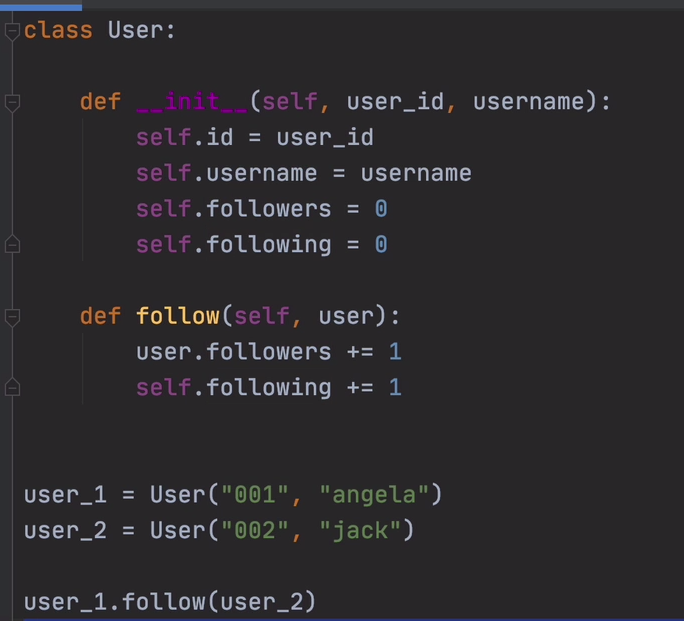 class User:
    def __init__(self, user_id, username):
        self.id = user_id
        self.username = username
        self.followers = 0
        self.following = 0
    def follow(self, user):
        user.followers += 1
        self.following += 1
user_1 = User("001", "angela")
user_2 = User("002", "jack")
user_1.follow(user_2)